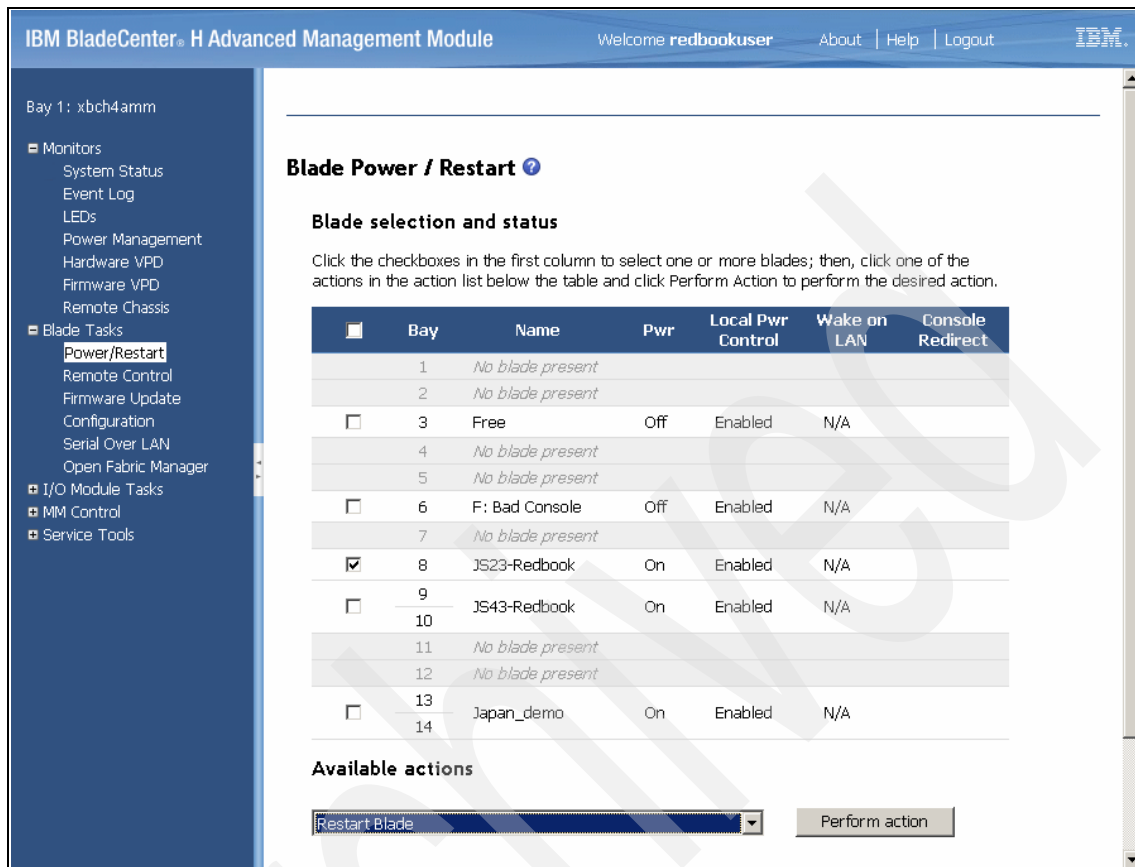 IBM BladeCenter® H Advanced Management Module Welcome redbookuser About | Help | Logout IBM.
Bay 1: xbch4amm
Monitors
System Status
Event Log
LEDs
Power Management
Hardware VPD
Firmware VPD
Remote Chassis
Blade Tasks
Power/Restart
Remote Control
Firmware Update
Configuration
Serial Over LAN
Open Fabric Manager
I/O Module Tasks
MM Control
Service Tools
Blade Power / Restart ?
Blade selection and status
Click the checkboxes in the first column to select one or more blades; then, click one of the
actions in the action list below the table and click Perform Action to perform the desired action.
Bay Name Pwr Local Pwr Control Wake on LAN Console Redirect
1 No blade present
2 No blade present
3 Free Off Enabled N/A
4 No blade present
5 No blade present
6 F: Bad Console Off Enabled N/A
7 No blade present
8 JS23-Redbook On Enabled N/A
9
10 JS43-Redbook On Enabled N/A
11 No blade present
12 No blade present
13
14 Japan_demo On Enabled N/A
Available actions
Restart Blade Perform action